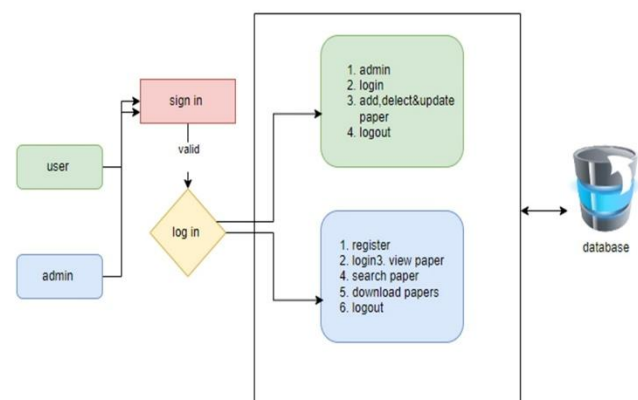 sign in
valid
user
log in
admin
1. admin
2. login
3. add,delect&update
paper
4. logout
1. register
2. login3. view paper
4. search paper
5. download papers
6. logout
database